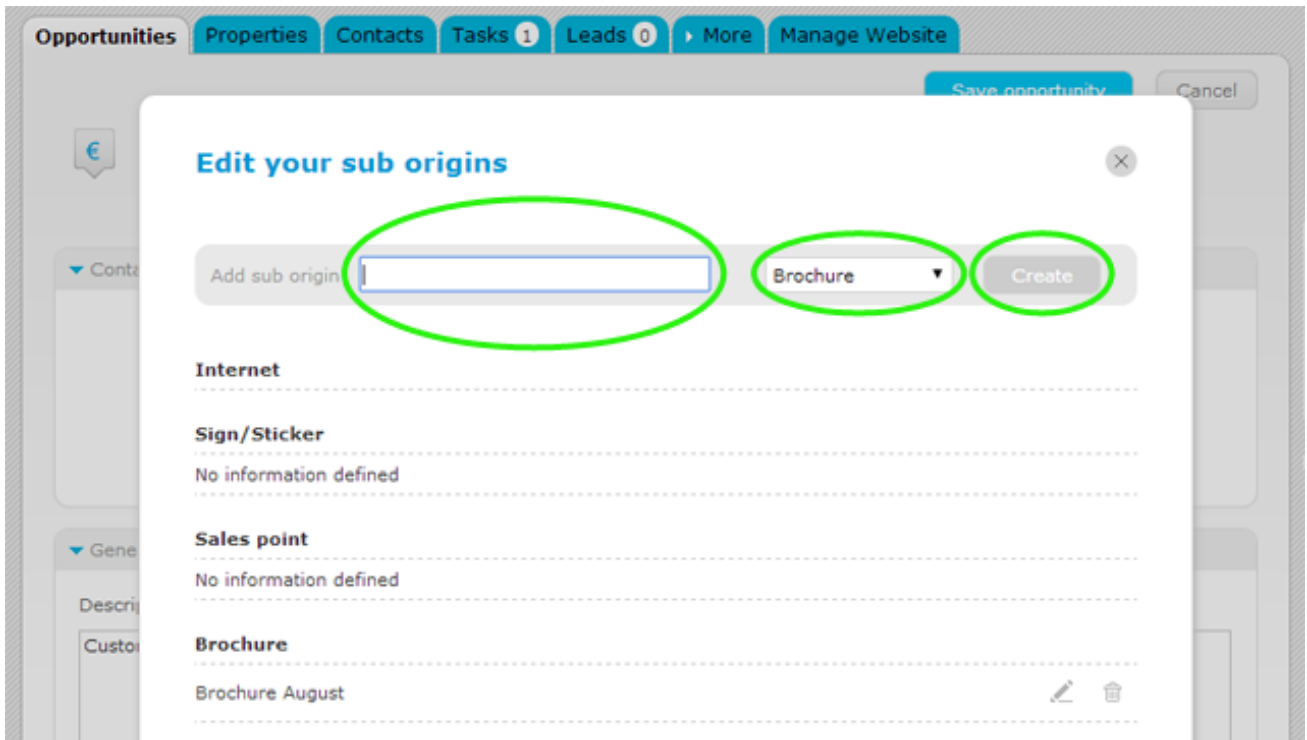 Opportunities Properties Contacts Tasks 1 Leads 0 More Manage Website
Save opportunity Cancel
€
Edit your sub origins
Conta
Add sub origin Brochure Create
Internet
Sign/Sticker
No information defined
Sales point
Gene
No information defined
Descri
Custo
Brochure
Brochure August